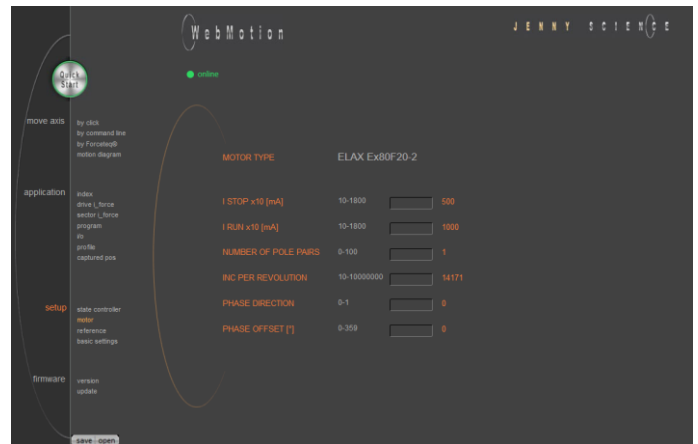 WebMotion
JENNY SCIENCE
Quick
Start
online
move axis
by click
by command line
by Forceteq®
motion diagram
MOTOR TYPE ELAX Ex80F20-2
application
index
drive i_force
sector i_force
program
i/o
profile
captured pos
I STOP x10 [mA] 10-1800 500
I RUN x10 [mA] 10-1800 1000
NUMBER OF POLE PAIRS 0-100 1
INC PER REVOLUTION 10-10000000 14171
PHASE DIRECTION 0-1 0
PHASE OFFSET [°] 0-359 0
setup
state controller
motor
reference
basic settings
firmware
version
update
save open